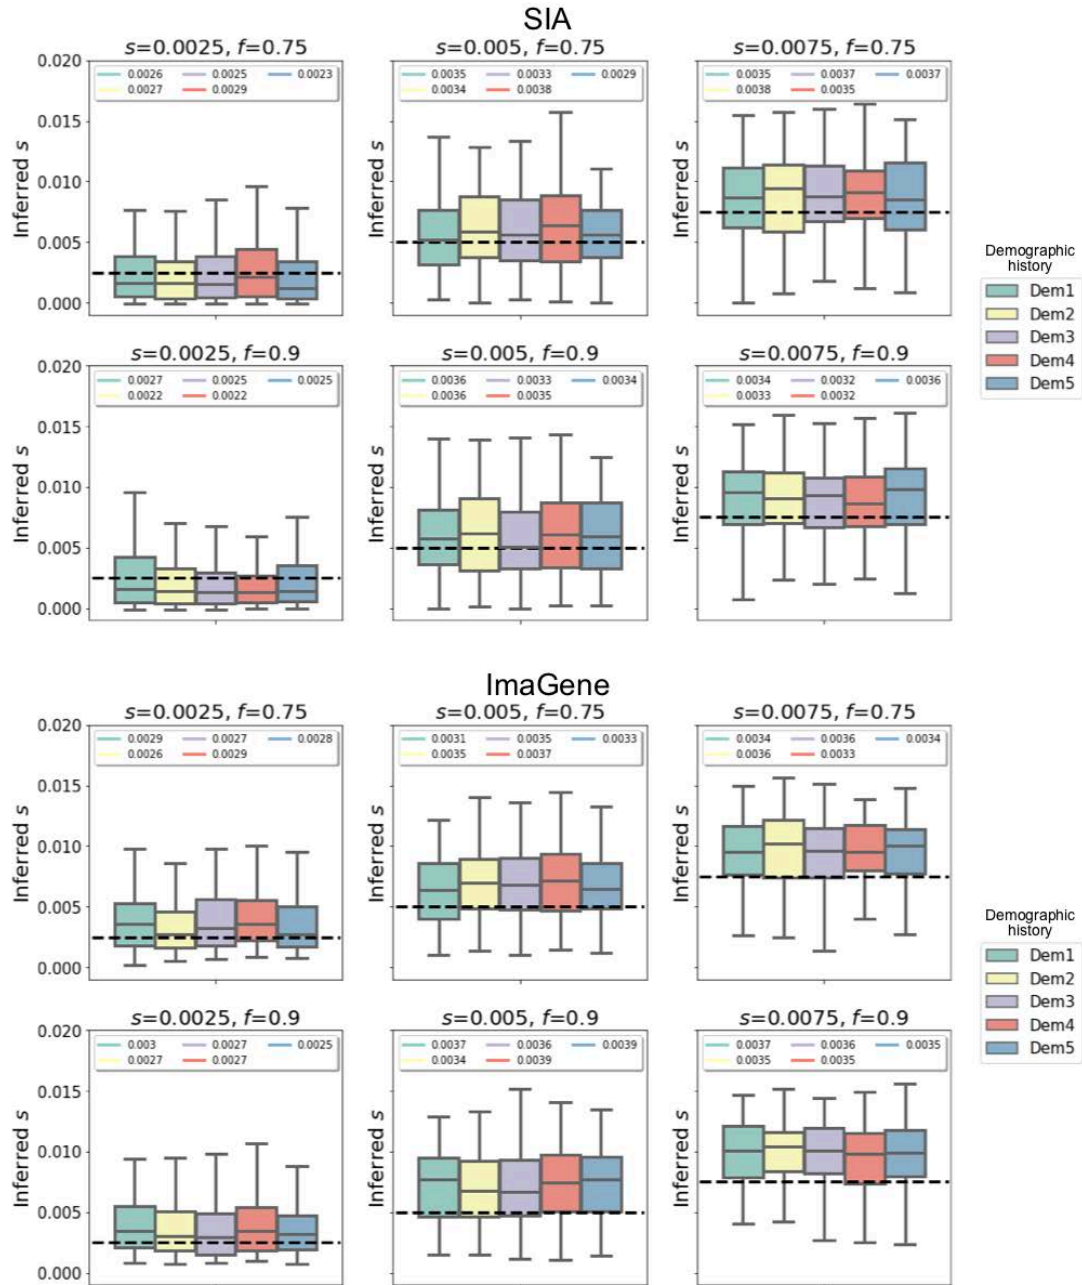 SIA
s=0.0025, f=0.75 s=0.005, f=0.75 s=0.0075, f=0.75
0.020
0.0026 0.0025 0.0023 0.0035 0.0033 0.0029 0.0035 0.0037 0.0037
0.0027 0.0029 0.0034 0.0038 0.0038 0.0035
0.015
0.010
0.005
0.000
Inferred s Inferred s Inferred s
Demographic
history
Dem1
Dem2
Dem3
Dem4
Dem5
s=0.0025, f=0.9 s=0.005, f=0.9 s=0.0075, f=0.9
0.020
0.0027 0.0025 0.0025 0.0036 0.0033 0.0034 0.0034 0.0032 0.0036
0.0022 0.0022 0.0036 0.0035 0.0033 0.0032
0.015
0.010
0.005
0.000
Inferred s Inferred s Inferred s
ImaGene
s=0.0025, f=0.75 s=0.005, f=0.75 s=0.0075, f=0.75
0.020
0.0029 0.0027 0.0028 0.0031 0.0035 0.0033 0.0034 0.0036 0.0034
0.0026 0.0029 0.0035 0.0037 0.0036 0.0033
0.015
0.010
0.005
0.000
Inferred s Inferred s Inferred s
Demographic
history
Dem1
Dem2
Dem3
Dem4
Dem5
s=0.0025, f=0.9 s=0.005, f=0.9 s=0.0075, f=0.9
0.020
0.003 0.0027 0.0025 0.0037 0.0036 0.0039 0.0037 0.0036 0.0035
0.0027 0.0027 0.0034 0.0039 0.0035 0.0035
0.015
0.010
0.005
0.000
Inferred s Inferred s Inferred s